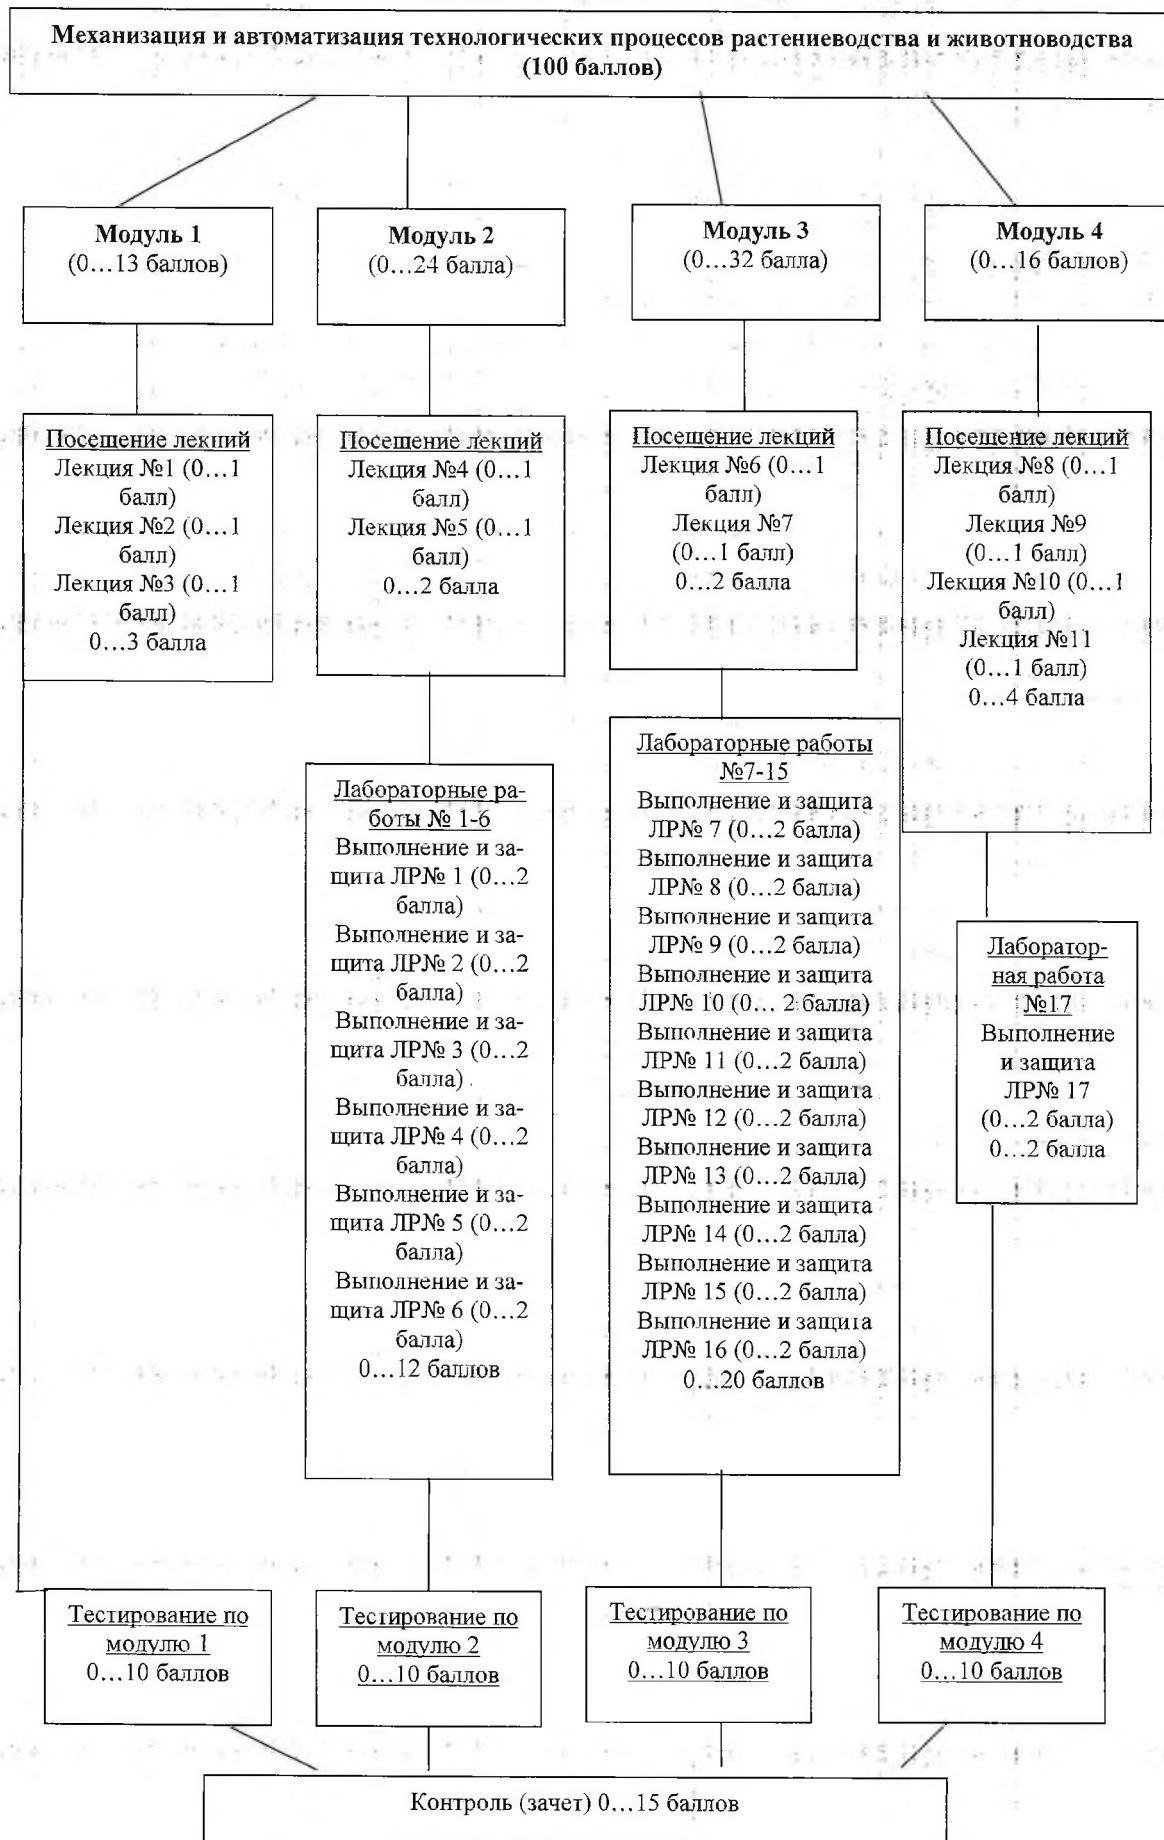 Механизация и автоматизация технологических процессов растениеводства и животноводства
(100 баллов)
Модуль 1
(0…13 баллов)
Модуль 2
(0…24 балла)
Модуль 3
(0…32 балла)
Модуль 4
(0…16 баллов)
Посещение лекций
Лекция №1 (0…1
балл)
Лекция №2 (0…1
балл)
Лекция №3 (0…1
балл)
0…3 балла
Посещение лекций
Лекция №4 (0…1
балл)
Лекция №5 (0…1
балл)
0…2 балла
Посещение лекций
Лекция №6 (0…1
балл)
Лекция №7
(0…1 балл)
0…2 балла
Посещение лекций
Лекция №8 (0…1
балл)
Лекция №9
(0…1 балл)
Лекция №10 (0…1
балл)
Лекция №11
(0…1 балл)
0…4 балла
Лабораторные ра-
боты № 1-6
Выполнение и за-
щита ЛР№ 1 (0…2
балла)
Выполнение и за-
щита ЛР№ 2 (0…2
балла)
Выполнение и за-
щита ЛР№ 3 (0…2
балла)
Выполнение и за-
щита ЛР№ 4 (0…2
балла)
Выполнение и за-
щита ЛР№ 5 (0…2
балла)
Выполнение и за-
щита ЛР№ 6 (0…2
балла)
0…12 баллов
Лабораторные работы
№7-15
Выполнение и защита
ЛР№ 7 (0…2 балла)
Выполнение и защита
ЛР№ 8 (0…2 балла)
Выполнение и защита
ЛР№ 9 (0…2 балла)
Выполнение и защита
ЛР№ 10 (0… 2 балла)
Выполнение и защита
ЛР№ 11 (0…2 балла)
Выполнение и защита
ЛР№ 12 (0…2 балла)
Выполнение и защита
ЛР№ 13 (0…2 балла)
Выполнение и защита
ЛР№ 14 (0…2 балла)
Выполнение и защита
ЛР№ 15 (0…2 балла)
Выполнение и защита
ЛР№ 16 (0…2 балла)
0…20 баллов
Лаборатор-
ная работа
№17
Выполнение
и защита
ЛР№ 17
(0…2 балла)
0…2 балла
Тестирование по
модулю 1
0…10 баллов
Тестирование по
модулю 2
0…10 баллов
Тестирование по
модулю 3
0…10 баллов
Тестирование по
модулю 4
0…10 баллов
Контроль (зачет) 0…15 баллов